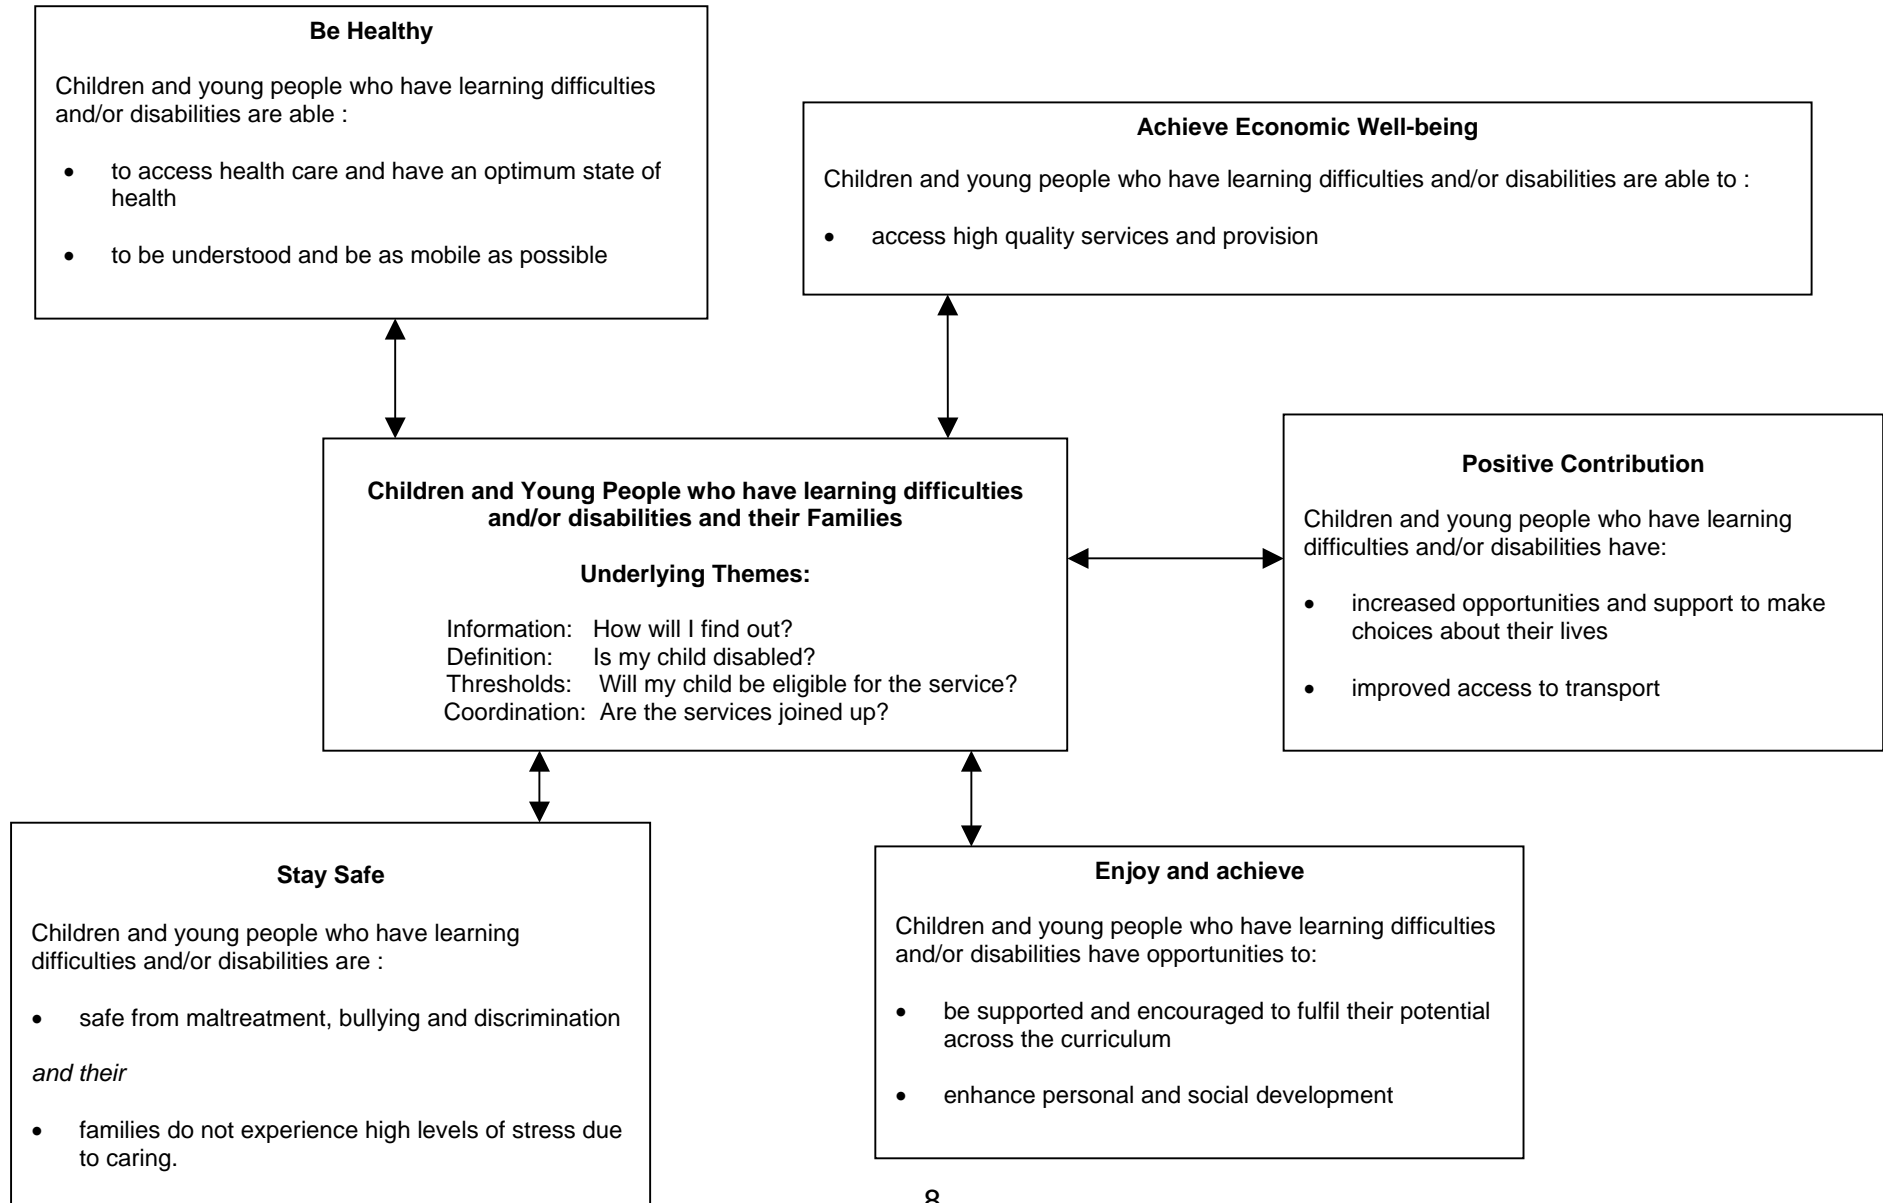 Be Healthy
Children and young people who have learning difficulties
and/or disabilities are able :
• to access health care and have an optimum state of
health
• to be understood and be as mobile as possible
Achieve Economic Well-being
Children and young people who have learning difficulties and/or disabilities are able to :
• access high quality services and provision
Children and Young People who have learning difficulties
and/or disabilities and their Families
Underlying Themes:
Information: How will I find out?
Definition: Is my child disabled?
Thresholds: Will my child be eligible for the service?
Coordination: Are the services joined up?
Positive Contribution
Children and young people who have learning
difficulties and/or disabilities have:
• increased opportunities and support to make
choices about their lives
• improved access to transport
Stay Safe
Children and young people who have learning
difficulties and/or disabilities are :
• safe from maltreatment, bullying and discrimination
and their
• families do not experience high levels of stress due
to caring.
Enjoy and achieve
Children and young people who have learning difficulties
and/or disabilities have opportunities to:
• be supported and encouraged to fulfil their potential
across the curriculum
• enhance personal and social development
8